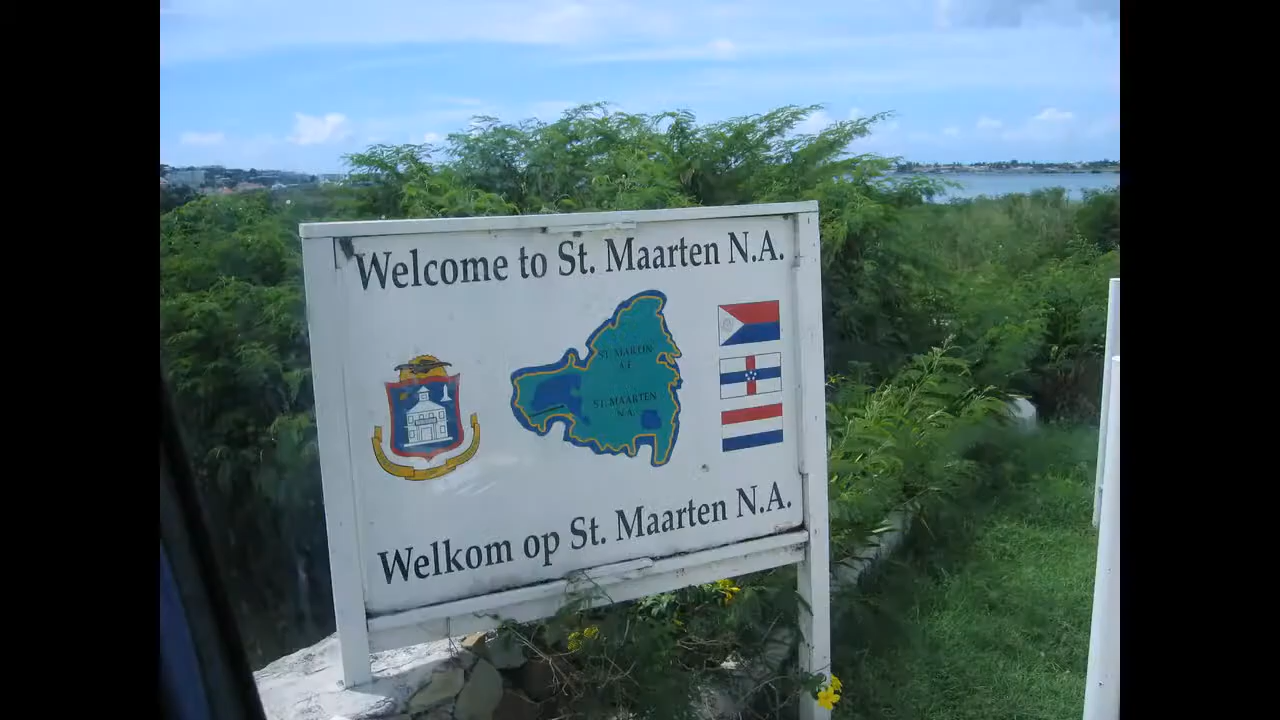 Welcome to St. Maarten N.A.
ST. MARTIN
ST. MAARTEN
N.A.
Welkom op St. Maarten N.A.